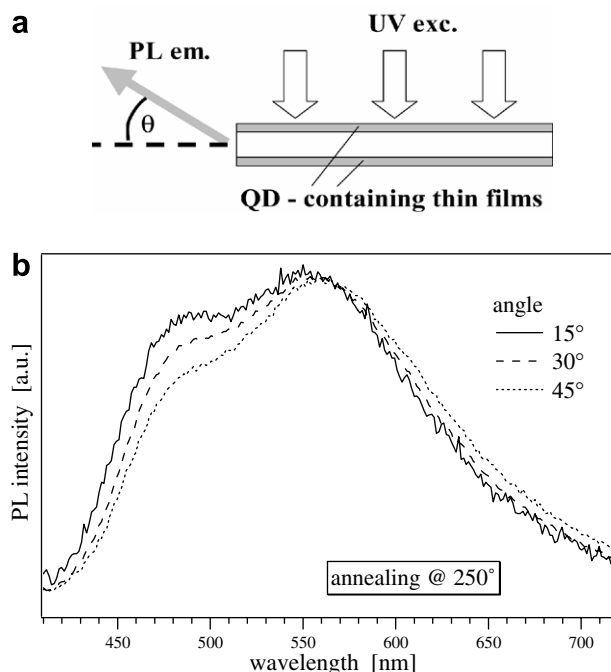 a
UV exc.
PL em.
θ
QD - containing thin films
b
PL intensity [a.u.]
angle
15°
30°
45°
annealing @ 250°
450 500 550 600 650 700
wavelength [nm]